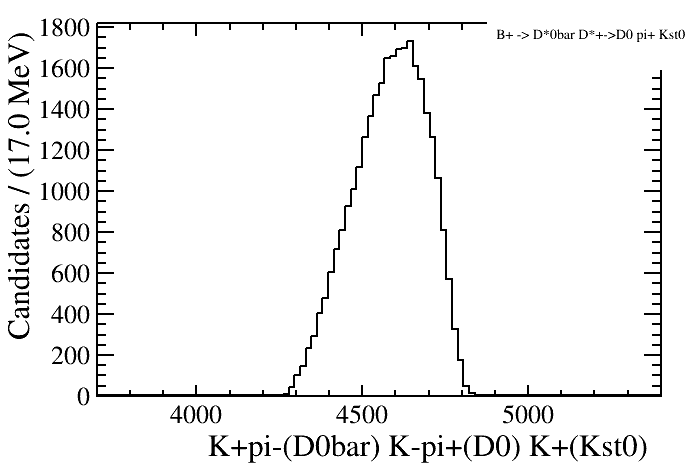 B+ -> D*0bar D*+->D0 pi+ Kst0
Candidates / (17.0 MeV)
1800
1600
1400
1200
1000
800
600
400
200
0
4000 4500 5000
K+pi-(D0bar) K-pi+(D0) K+(Kst0)